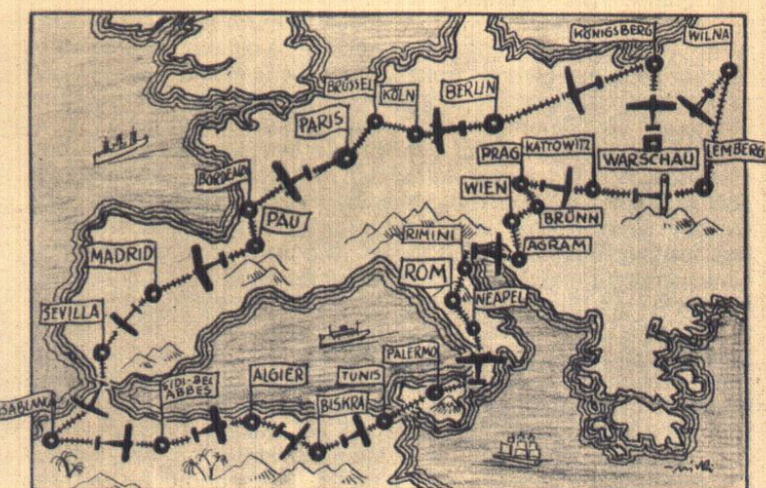 KÖNIGSBERG
WILNA
BRÜSSEL
KÖLN
BERLIN
PARIS
PRAG
KATTOWITZ
WARSCHAU
LEMBERG
BORDEAUX
WIEN
BRÜNN
PAU
RIMINI
AGRAM
MADRID
ROM
NEAPEL
SEVILLA
PALERMO
SIDI-BEL
ABBES
ALGIER
TUNIS
BISKRA
SABLANCA